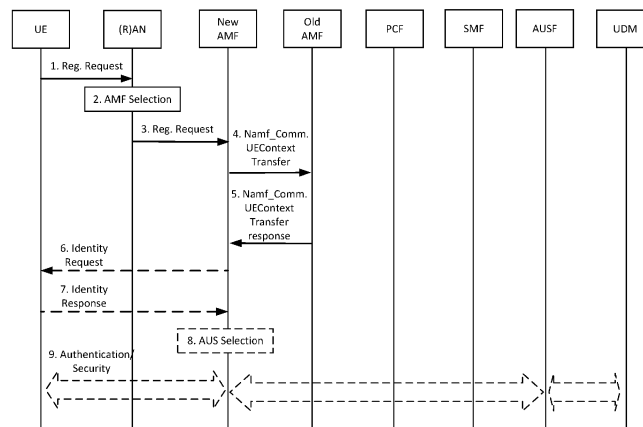 UE
(R)AN
New
AMF
Old
AMF
PCF
SMF
AUSF
UDM
1. Reg. Request
2. AMF Selection
3. Reg. Request
4. Namf_Comm.
UEContext
Transfer
5. Namf_Comm.
UEContext
Transfer
response
6. Identity
Request
7. Identity
Response
8. AUS Selection
9. Authentication/
Security